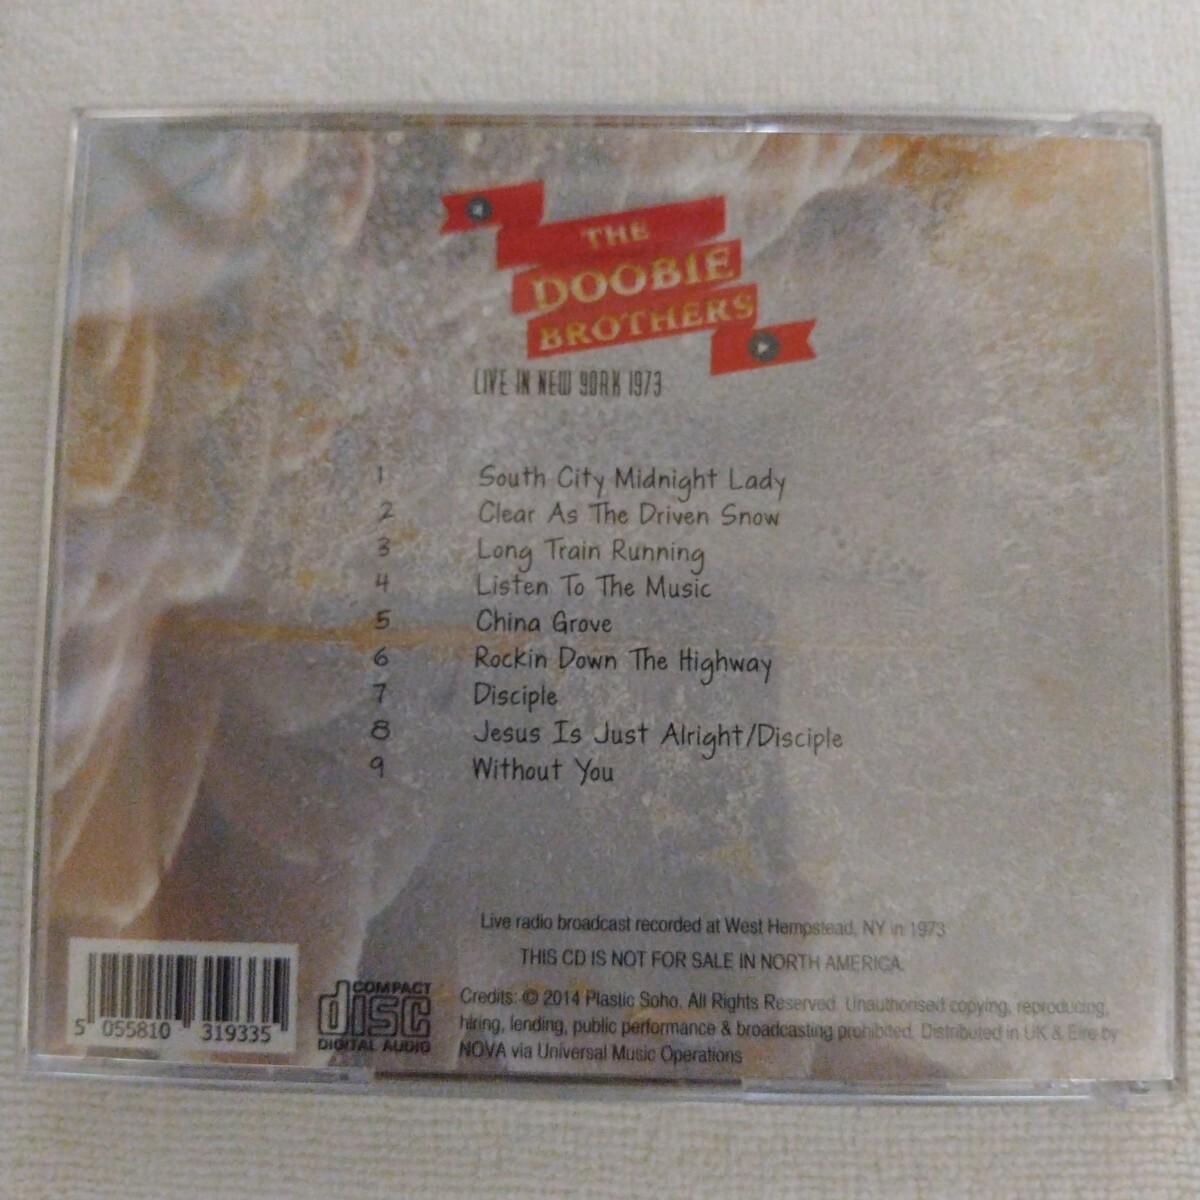 THE
DOOBIE
BROTHERS
LIVE IN NEW YORK 1973
1 South City Midnight Lady
2 Clear As The Driven Snow
3 Long Train Running
4 Listen To The Music
5 China Grove
6 Rockin Down The Highway
7 Disciple
8 Jesus Is Just Alright/Disciple
9 Without You
Live radio broadcast recorded at West Hempstead, NY in 1973
THIS CD IS NOT FOR SALE IN NORTH AMERICA.
Credits: © 2014 Plastic Soho. All Rights Reserved. Unauthorised copying, reproducing,
hiring, lending, public performance & broadcasting prohibited. Distributed in UK & Eire by
NOVA via Universal Music Operations
COMPACT
disc
DIGITAL AUDIO
5 055810 319335